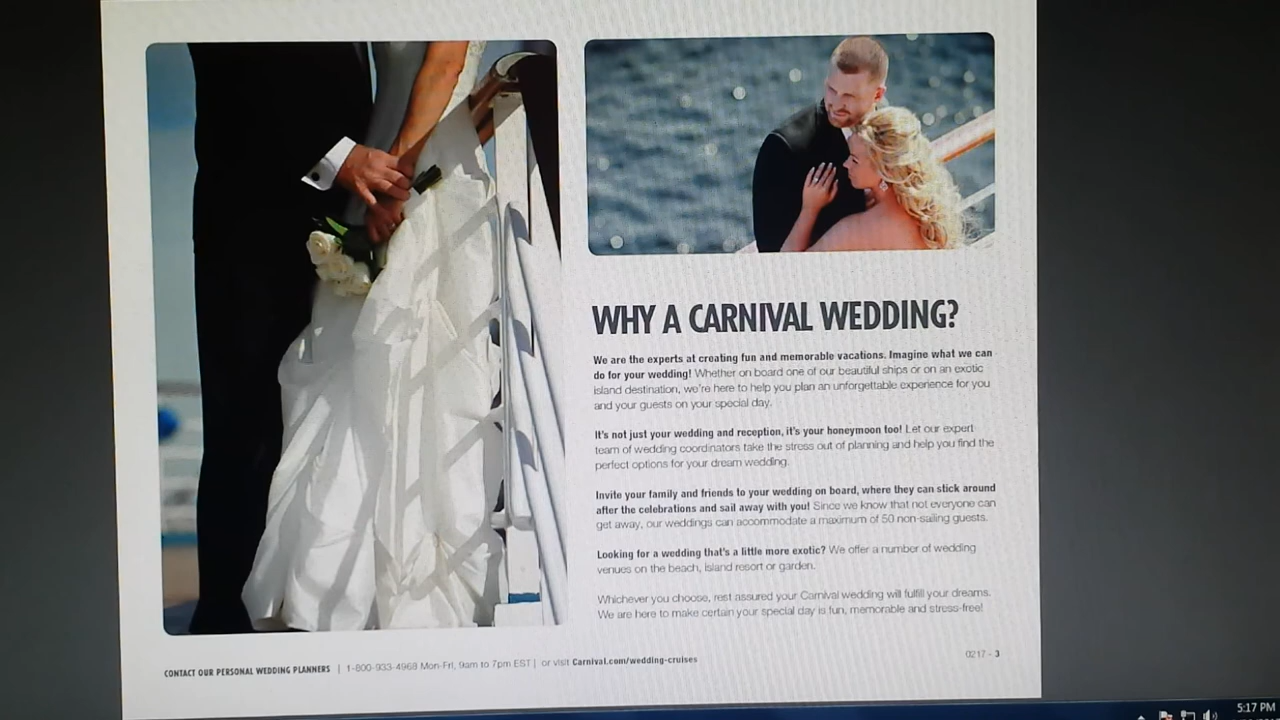 WHY A CARNIVAL WEDDING?
We are the experts at creating fun and memorable vacations. Imagine what we can
do for your wedding! Whether on board one of our beautiful ships or on an exotic
island destination, we're here to help you plan an unforgettable experience for you
and your guests on your special day.
It's not just your wedding and reception, it's your honeymoon too! Let our expert
team of wedding coordinators take the stress out of planning and help you find the
perfect options for your dream wedding.
Invite your family and friends to your wedding on board, where they can stick around
after the celebrations and sail away with you! Since we know that not everyone can
get away, our weddings can accommodate a maximum of 50 non-sailing guests.
Looking for a wedding that's a little more exotic? We offer a number of wedding
venues on the beach, island resort or garden.
Whichever you choose, rest assured your Carnival wedding will fulfill your dreams.
We are here to make certain your special day is fun, memorable and stress-free!
CONTACT OUR PERSONAL WEDDING PLANNERS | 1-800-933-4968 Mon-Fri, 9am to 7pm EST | or visit Carnival.com/wedding-cruises
0217 - 3
5:17 PM